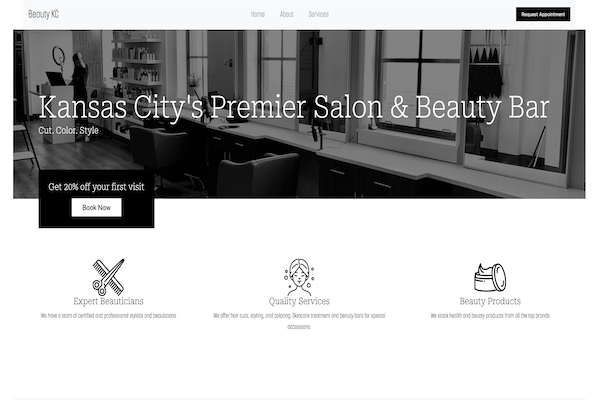 Beauty KC
Home About Services
Request Appointment
Kansas City's Premier Salon & Beauty Bar
Cut. Color. Style
Get 20% off your first visit
Book Now
Expert Beauticians
We have a team of certified and professional stylists and beauticians
Quality Services
We offer hair cuts, styling, and coloring. Skincare treatment and beauty bars for special
occassions.
Beauty Products
We stock health and beauty products from all the top brands